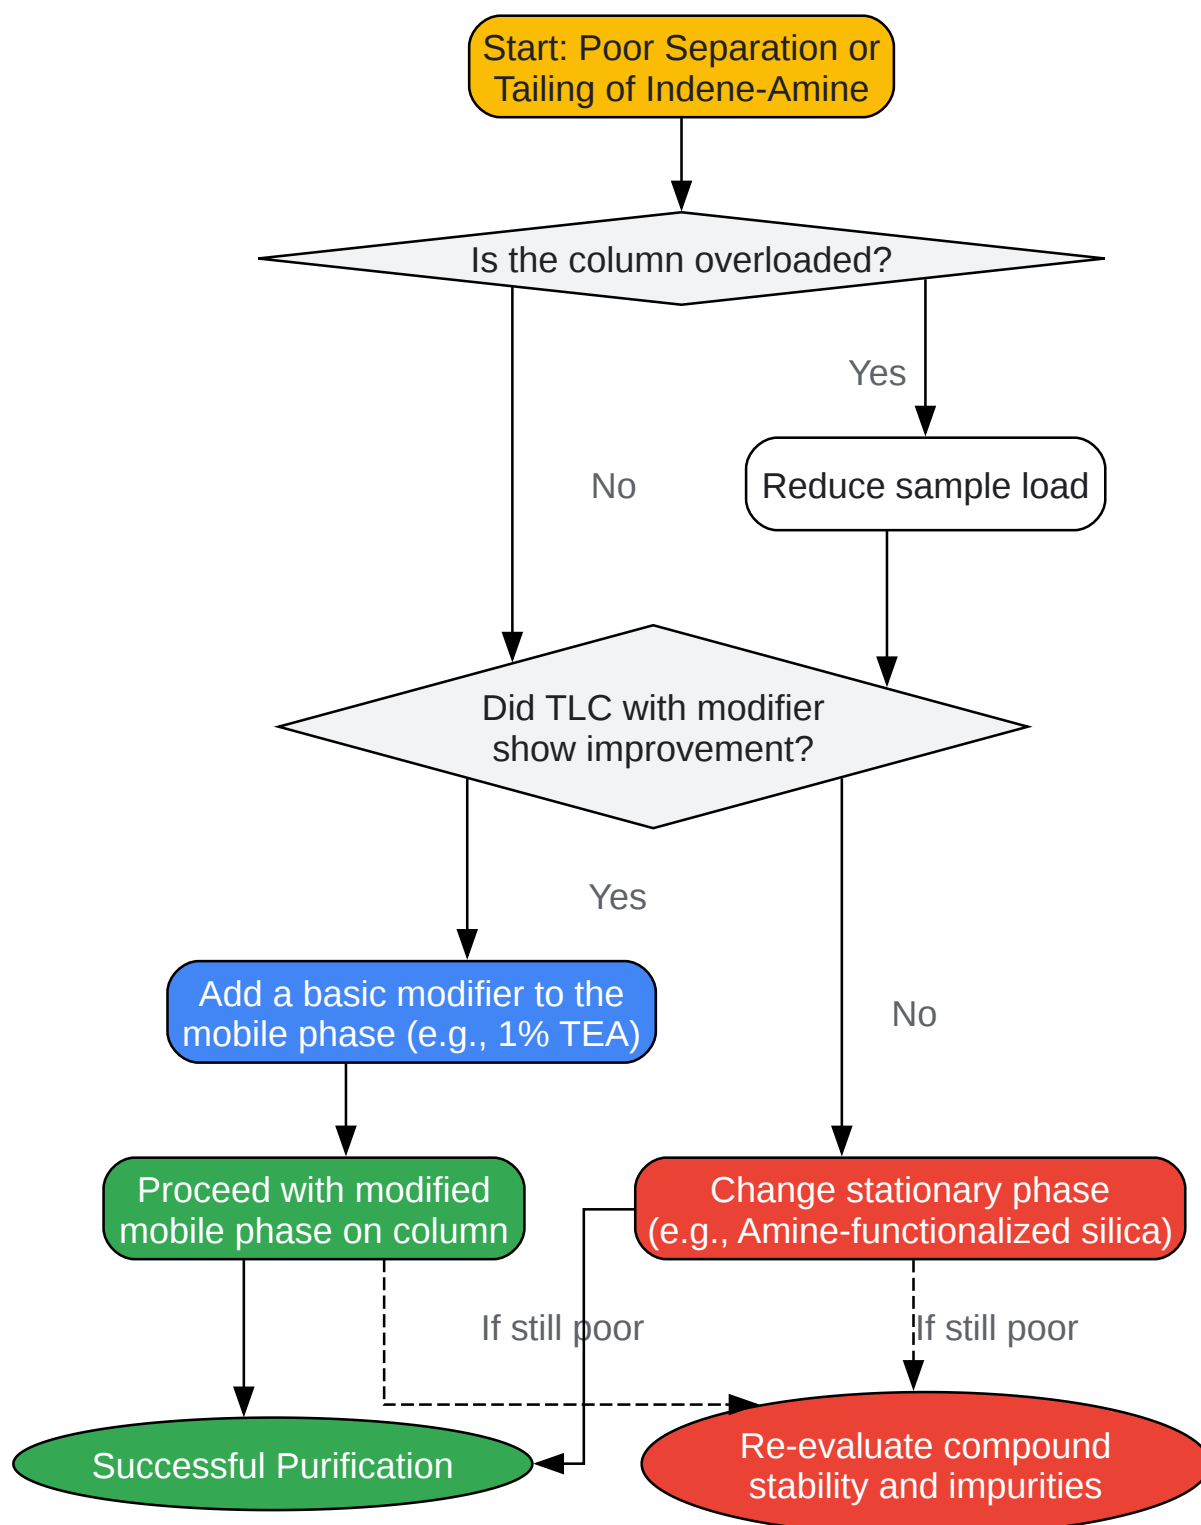 Start: Poor Separation or
Tailing of Indene-Amine
Is the column overloaded?
Yes
No
Reduce sample load
Did TLC with modifier
show improvement?
Yes
Add a basic modifier to the
mobile phase (e.g., 1% TEA)
No
Proceed with modified
mobile phase on column
Change stationary phase
(e.g., Amine-functionalized silica)
If still poor
If still poor
Successful Purification
Re-evaluate compound
stability and impurities